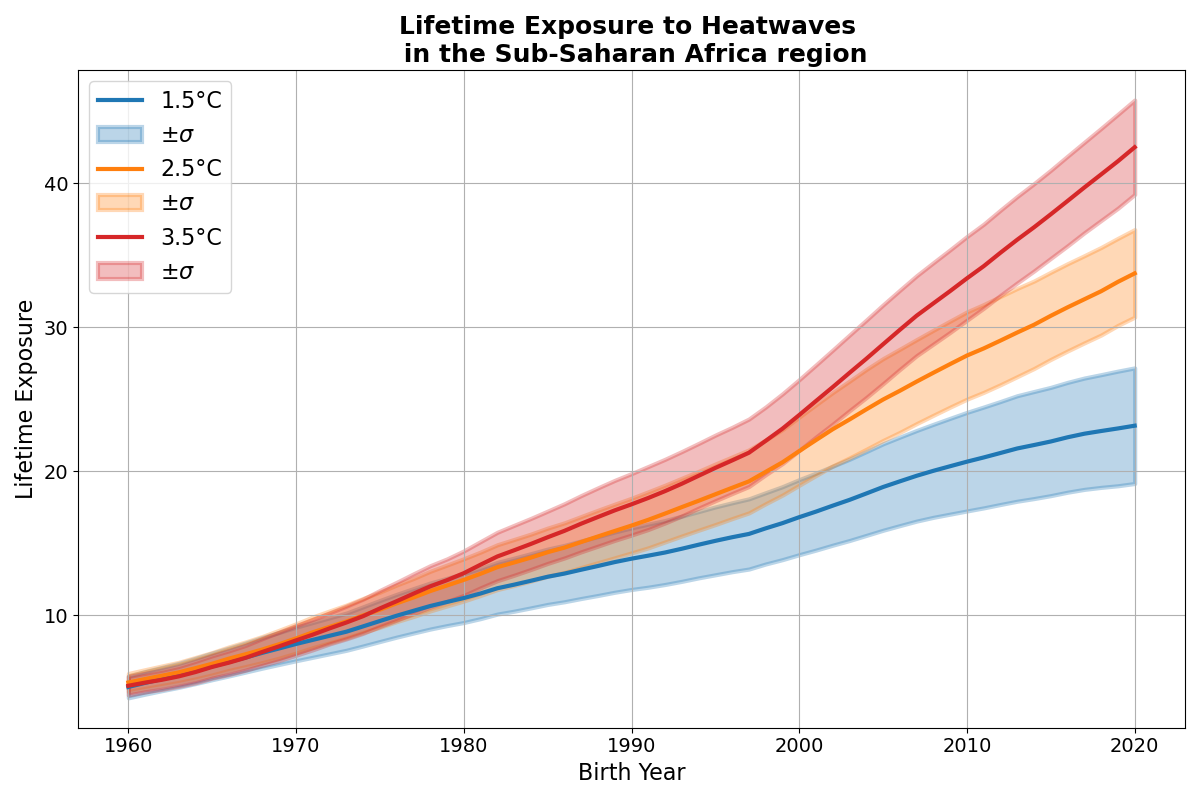 Lifetime Exposure to Heatwaves
in the Sub-Saharan Africa region
1.5°C
±σ
2.5°C
±σ
3.5°C
±σ
Lifetime Exposure
40
30
20
10
1960 1970 1980 1990 2000 2010 2020
Birth Year